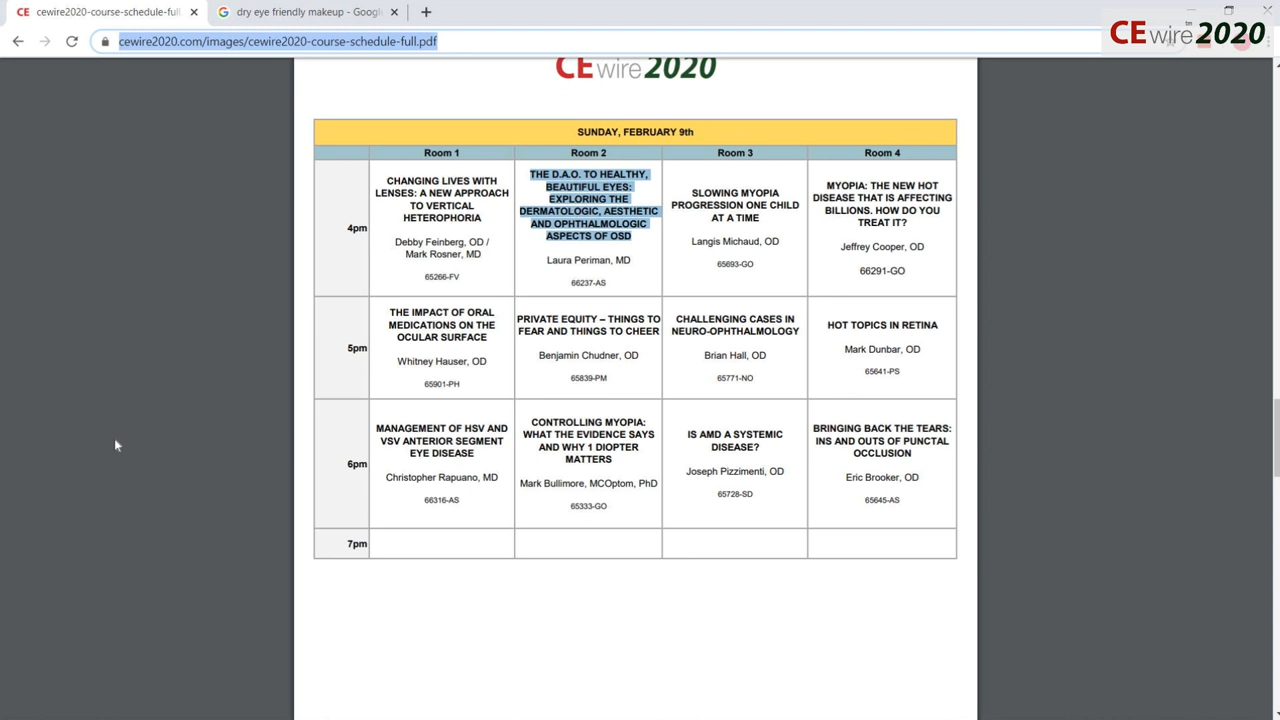 cewire2020-course-schedule-full
dry eye friendly makeup - Google
cewire2020.com/images/cewire2020-course-schedule-full.pdf
CEwire™2020
CEwire2020
SUNDAY, FEBRUARY 9th
Room 1
Room 2
Room 3
Room 4
4pm
CHANGING LIVES WITH
LENSES: A NEW APPROACH
TO VERTICAL
HETEROPHORIA
Debby Feinberg, OD /
Mark Rosner, MD
65266-FV
THE D.A.O. TO HEALTHY,
BEAUTIFUL EYES:
EXPLORING THE
DERMATOLOGIC, AESTHETIC
AND OPHTHALMOLOGIC
ASPECTS OF OSD
Laura Periman, MD
66237-AS
SLOWING MYOPIA
PROGRESSION ONE CHILD
AT A TIME
Langis Michaud, OD
65693-GO
MYOPIA: THE NEW HOT
DISEASE THAT IS AFFECTING
BILLIONS. HOW DO YOU
TREAT IT?
Jeffrey Cooper, OD
66291-GO
5pm
THE IMPACT OF ORAL
MEDICATIONS ON THE
OCULAR SURFACE
Whitney Hauser, OD
65901-PH
PRIVATE EQUITY – THINGS TO
FEAR AND THINGS TO CHEER
Benjamin Chudner, OD
65839-PM
CHALLENGING CASES IN
NEURO-OPHTHALMOLOGY
Brian Hall, OD
65771-NO
HOT TOPICS IN RETINA
Mark Dunbar, OD
65641-PS
6pm
MANAGEMENT OF HSV AND
VSV ANTERIOR SEGMENT
EYE DISEASE
Christopher Rapuano, MD
66316-AS
CONTROLLING MYOPIA:
WHAT THE EVIDENCE SAYS
AND WHY 1 DIOPTER
MATTERS
Mark Bullimore, MCOptom, PhD
65333-GO
IS AMD A SYSTEMIC
DISEASE?
Joseph Pizzimenti, OD
65728-SD
BRINGING BACK THE TEARS:
INS AND OUTS OF PUNCTAL
OCCLUSION
Eric Brooker, OD
65645-AS
7pm